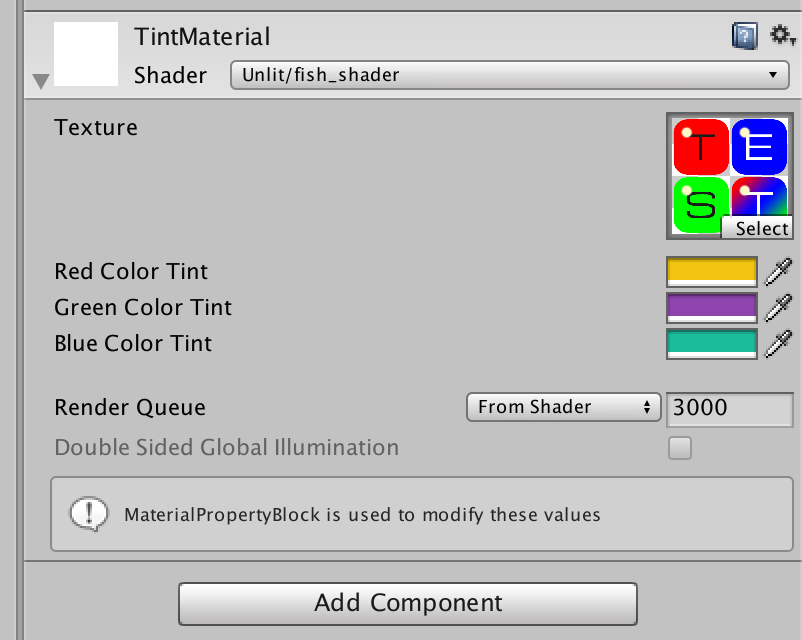 TintMaterial
Shader Unlit/fish_shader
Texture
T E
S T
Select
Red Color Tint
Green Color Tint
Blue Color Tint
Render Queue From Shader 3000
Double Sided Global Illumination
MaterialPropertyBlock is used to modify these values
Add Component